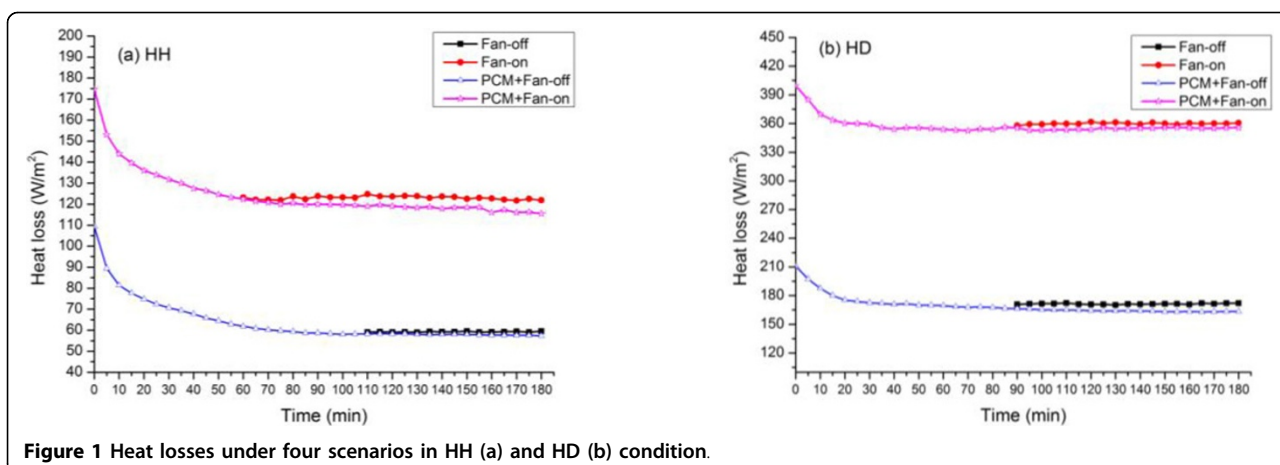 (a) HH
Fan-off
Fan-on
PCM+Fan-off
PCM+Fan-on
Heat loss (W/m²)
200
190
180
170
160
150
140
130
120
110
100
90
80
70
60
50
40
0 10 20 30 40 50 60 70 80 90 100 110 120 130 140 150 160 170 180
Time (min)
(b) HD
Fan-off
Fan-on
PCM+Fan-off
PCM+Fan-on
Heat loss (W/m²)
450
420
390
360
330
300
270
240
210
180
150
120
0 10 20 30 40 50 60 70 80 90 100 110 120 130 140 150 160 170 180
Time (min)
Figure 1 Heat losses under four scenarios in HH (a) and HD (b) condition.